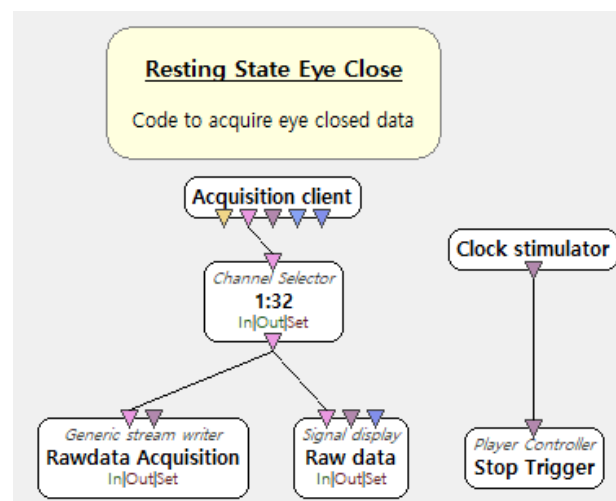 Resting State Eye Close
Code to acquire eye closed data
Acquisition client
Clock stimulator
Channel Selector
1:32
In|Out|Set
Generic stream writer
Rawdata Acquisition
In|Out|Set
Signal display
Raw data
In|Out|Set
Player Controller
Stop Trigger